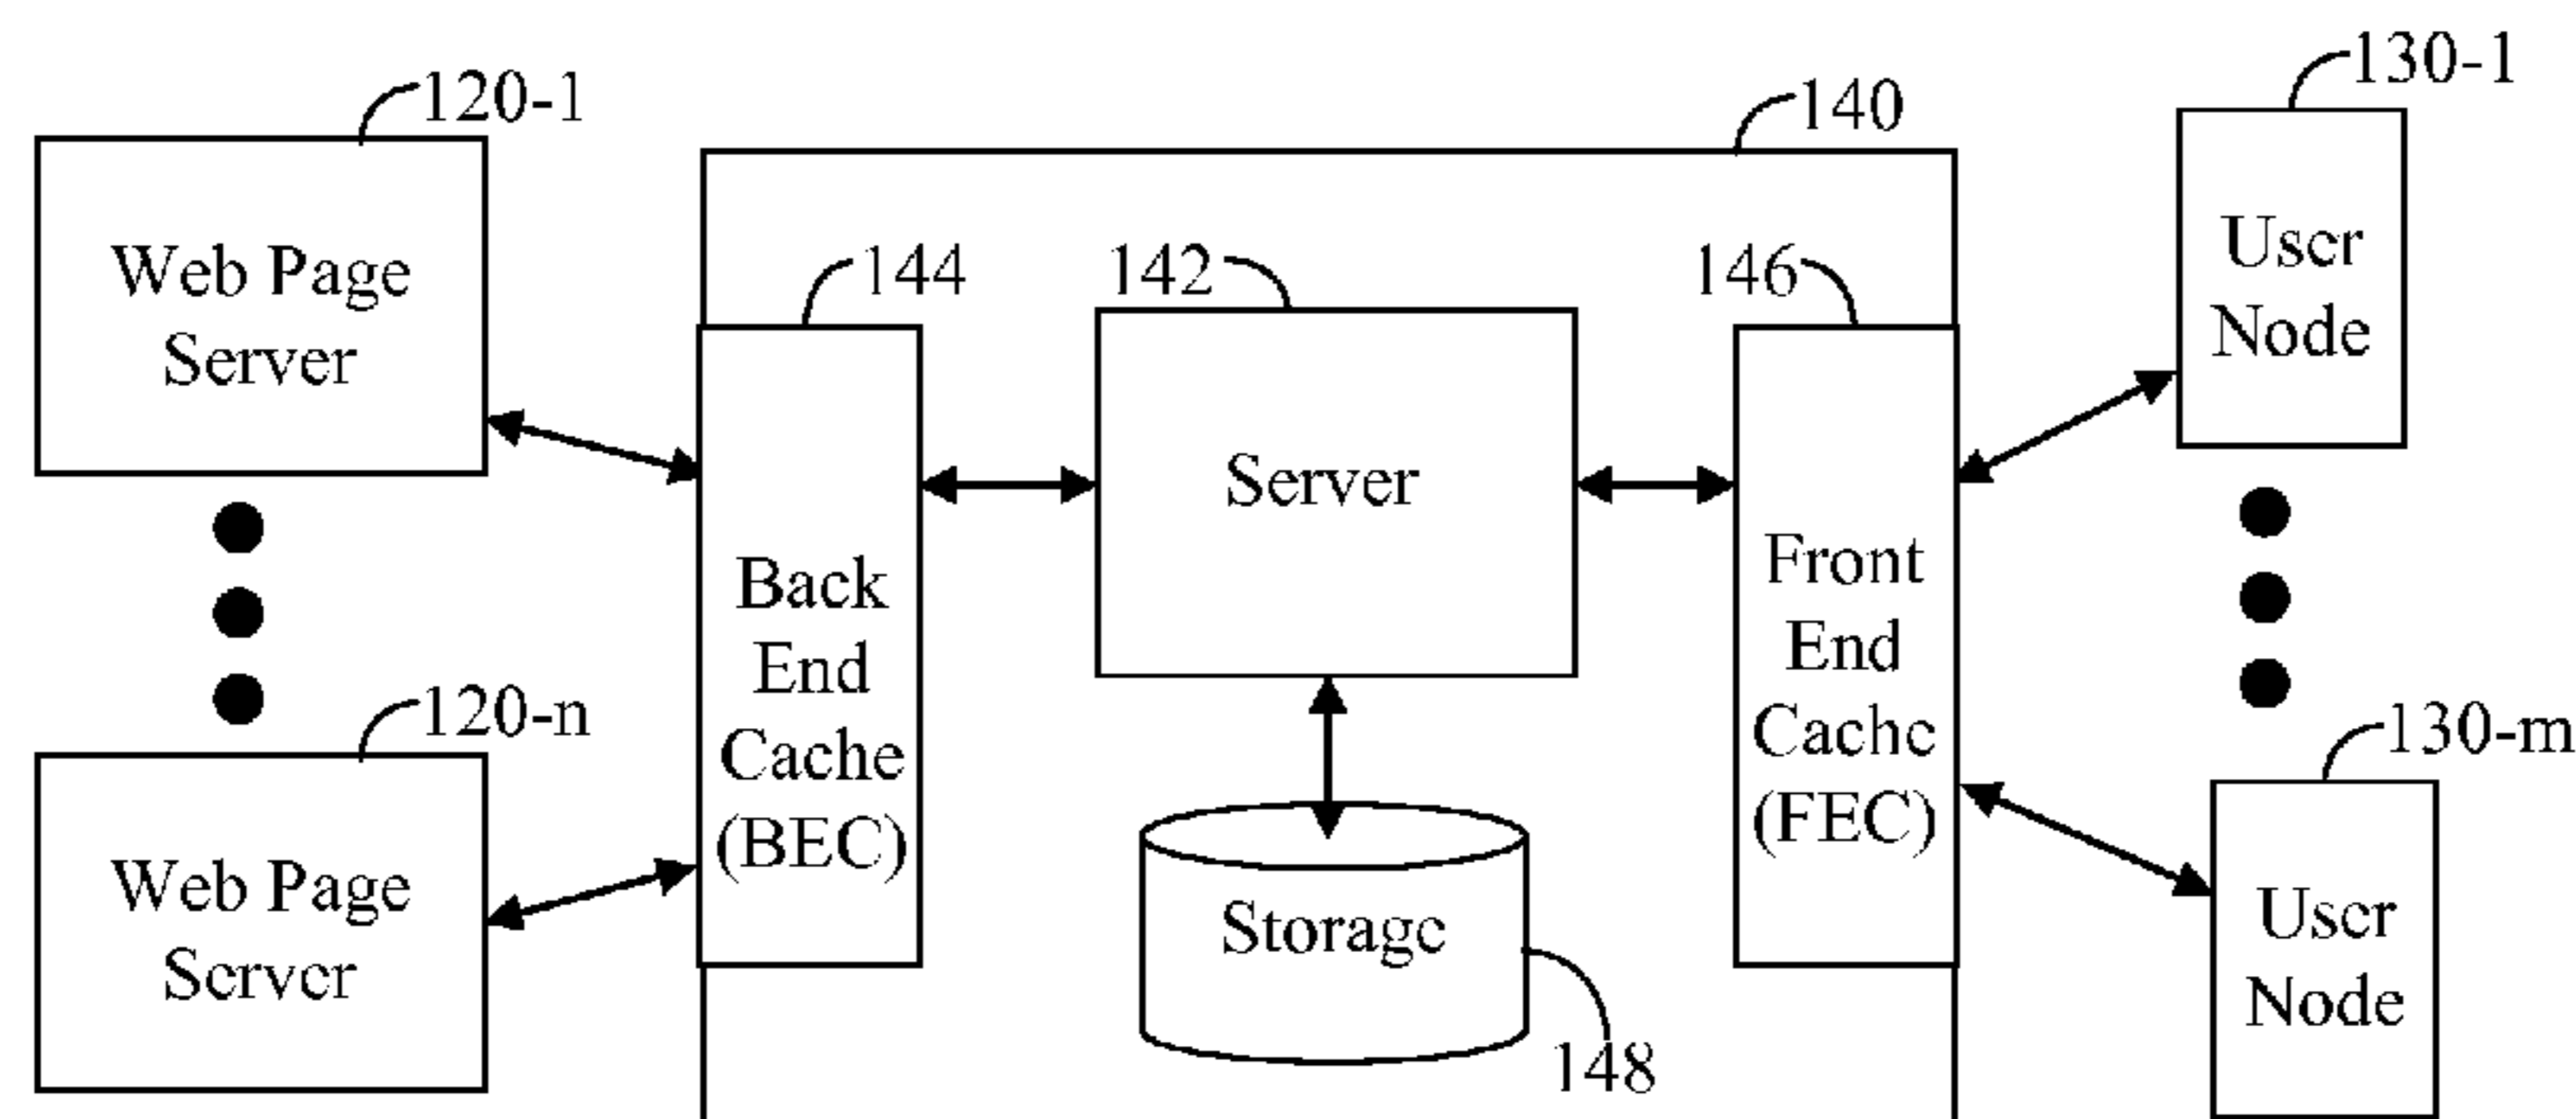 120-1
Web Page
Server
120-n
Web Page
Server
140
144
Back
End
Cache
(BEC)
142
Server
Storage
148
146
Front
End
Cache
(FEC)
130-1
User
Node
130-m
User
Node